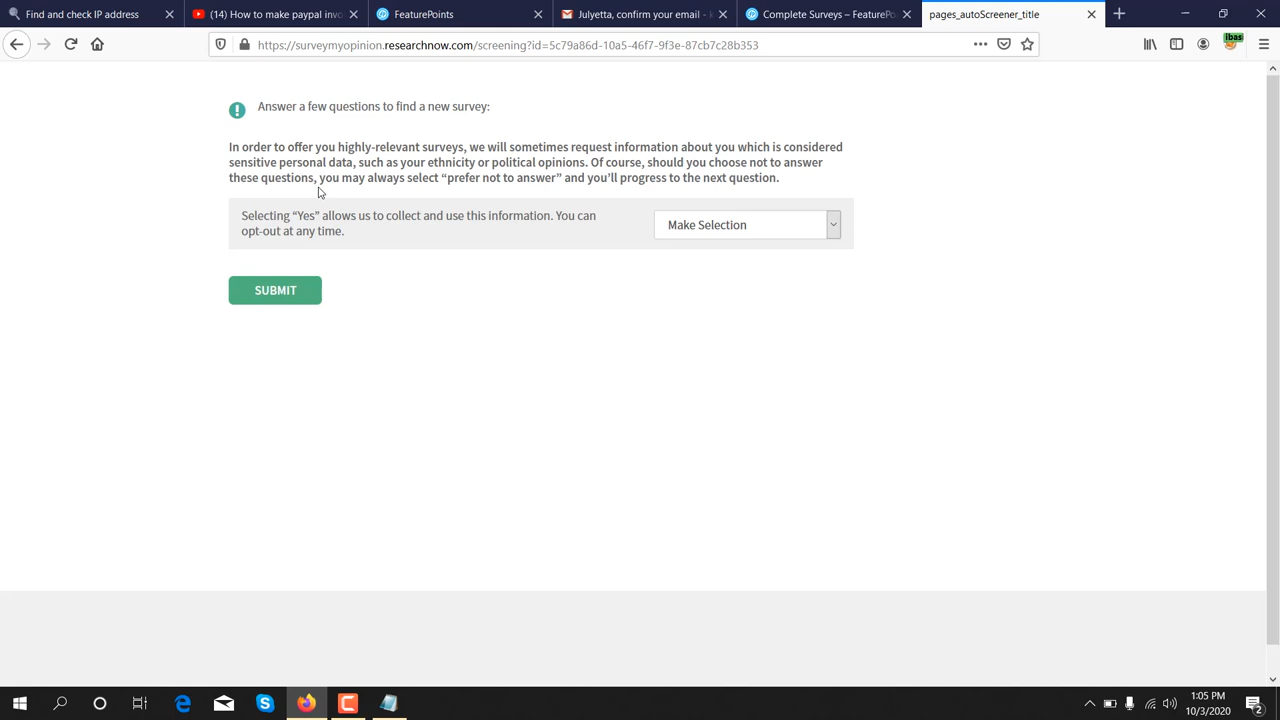 Find and check IP address
(14) How to make paypal invo
FeaturePoints
Julyetta, confirm your email - k
Complete Surveys – FeaturePo
pages_autoScreener_title
https://surveymyopinion.researchnow.com/screening?id=5c79a86d-10a5-46f7-9f3e-87cb7c28b353
ibas
Answer a few questions to find a new survey:
In order to offer you highly-relevant surveys, we will sometimes request information about you which is considered
sensitive personal data, such as your ethnicity or political opinions. Of course, should you choose not to answer
these questions, you may always select “prefer not to answer” and you’ll progress to the next question.
Selecting “Yes” allows us to collect and use this information. You can
opt-out at any time.
Make Selection
SUBMIT
1:05 PM
10/3/2020
2